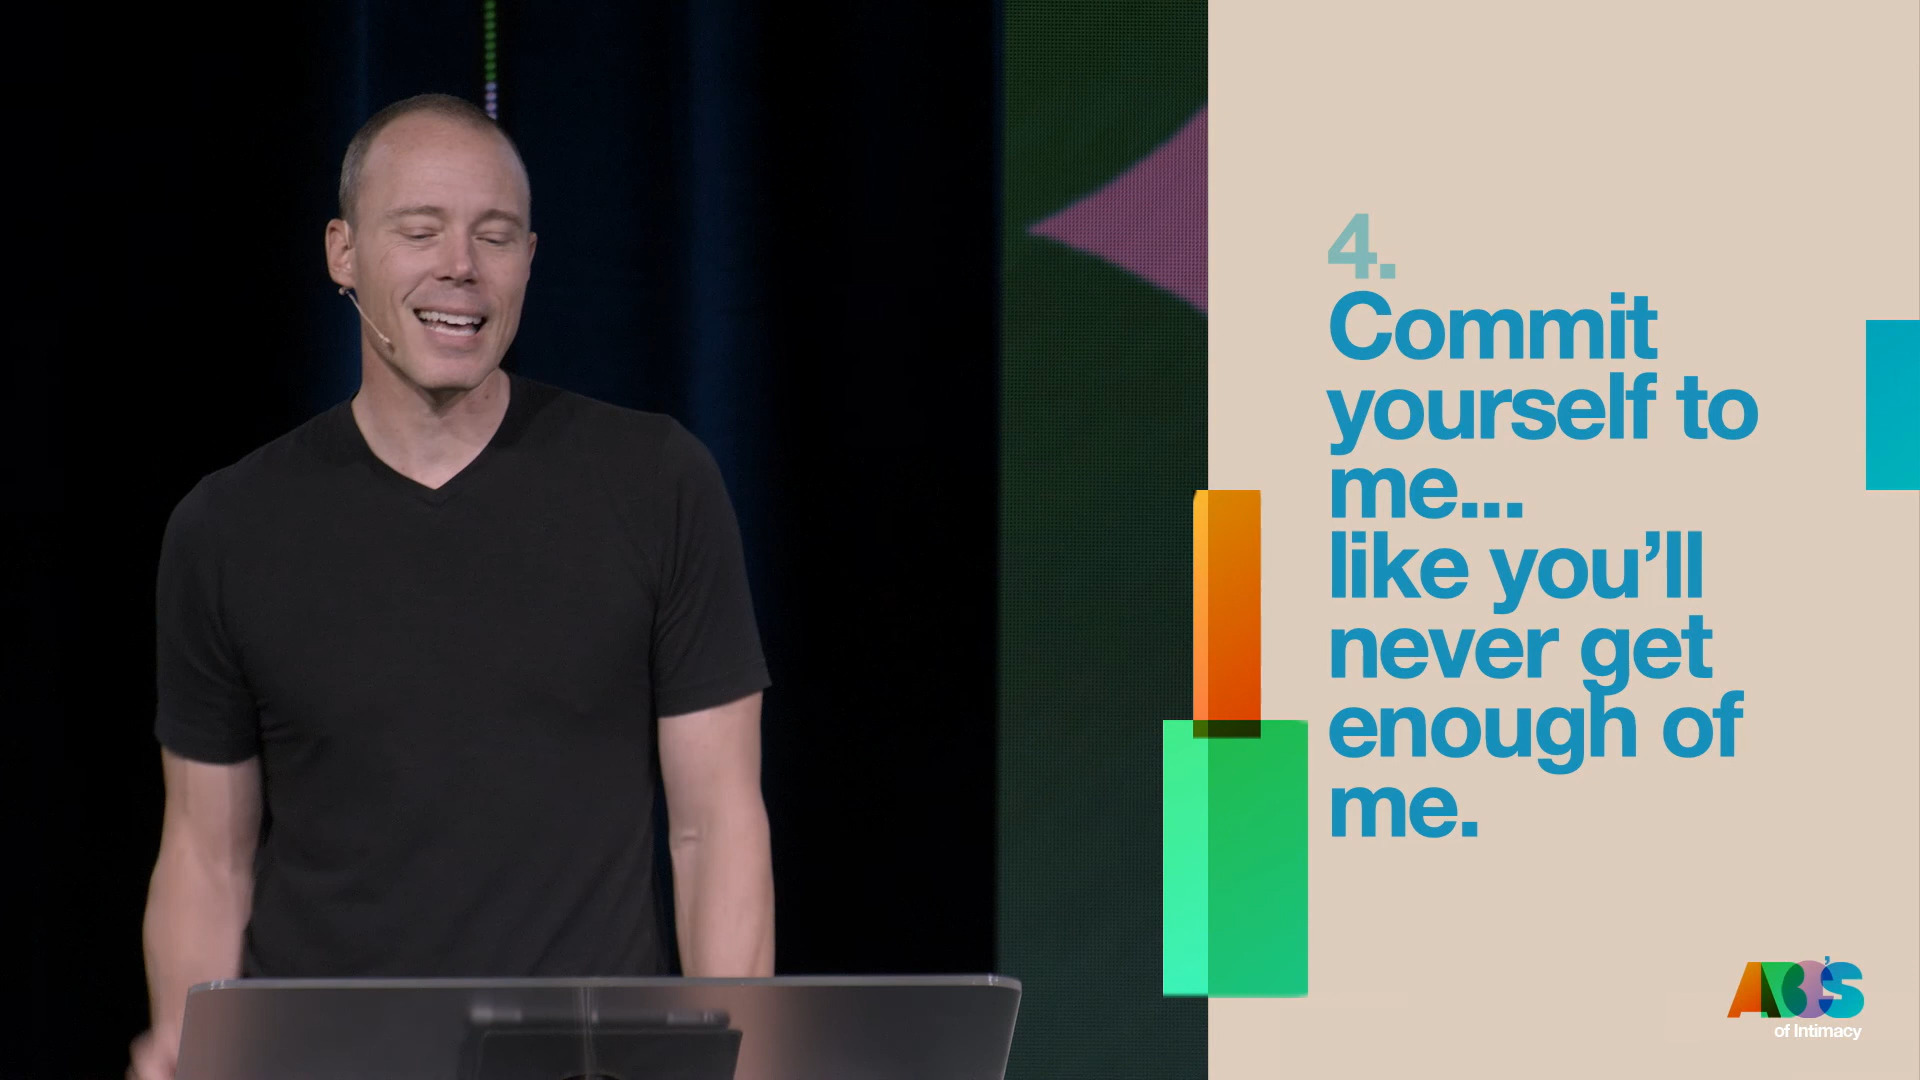 4.
Commit
yourself to
me...
like you’ll
never get
enough of
me.
ABC’S
of Intimacy